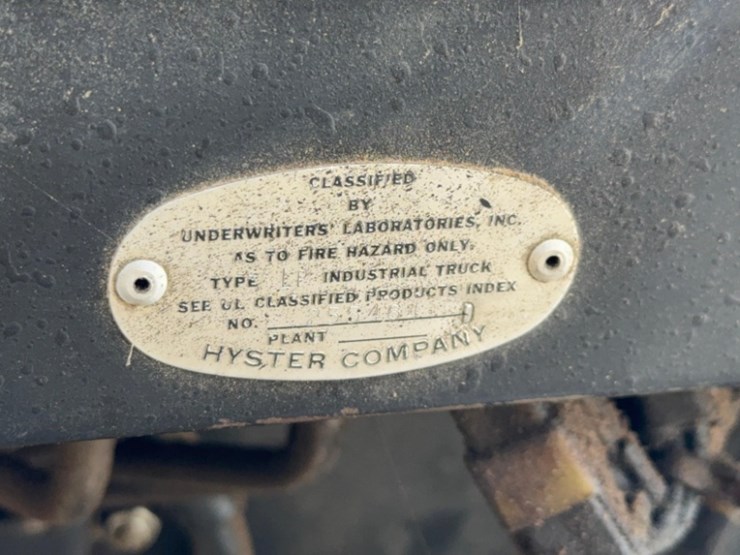 CLASSIFIED
BY
UNDERWRITERS' LABORATORIES, INC.
AS TO FIRE HAZARD ONLY.
TYPE LP INDUSTRIAL TRUCK
SEE UL CLASSIFIED PRODUCTS INDEX
NO.
PLANT
HYSTER COMPANY